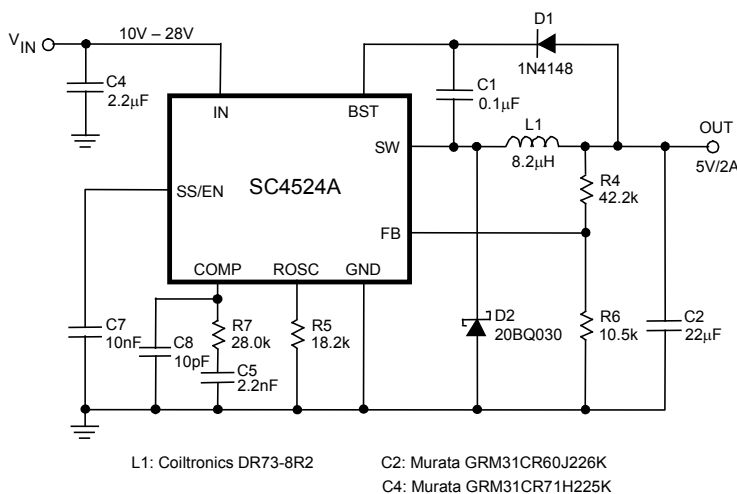 D1
V IN
10V – 28V
1N4148
C4
2.2µF
C1
0.1µF
IN
BST
L1
OUT
SW
8.2µH
5V/2A
SS/EN
SC4524A
R4
42.2k
FB
COMP
ROSC
GND
C7
10nF
C8
10pF
R7
28.0k
R5
18.2k
C5
2.2nF
D2
20BQ030
R6
10.5k
C2
22µF
L1: Coiltronics DR73-8R2
C2: Murata GRM31CR60J226K
C4: Murata GRM31CR71H225K